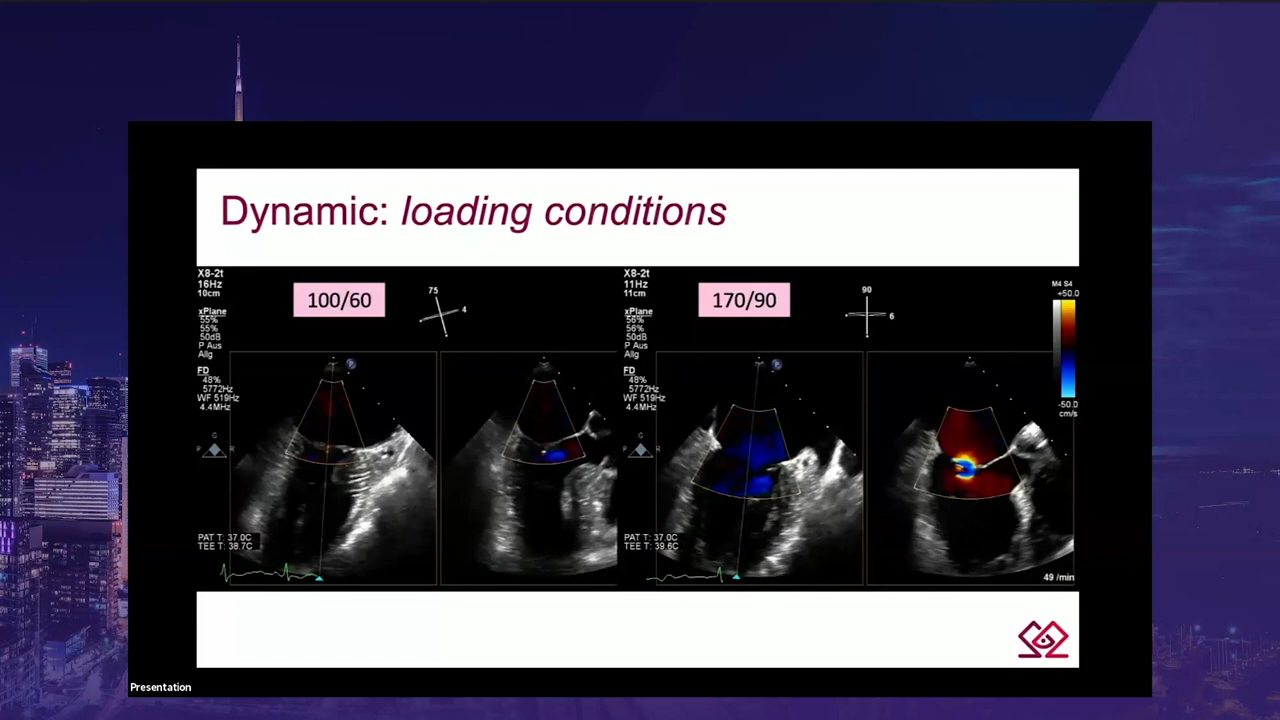 Dynamic: loading conditions
X8-2t
16Hz
10cm
100/60
75
4
xPlane
55%
55%
50dB
P Aus
Allg
FD
48%
5772Hz
WF 519Hz
4.4MHz
G
P
R
PAT T: 37.0C
TEE T: 38.7C
X8-2t
11Hz
11cm
170/90
90
6
M4 S4
+50.0
-50.0
cm/s
xPlane
56%
56%
50dB
P Aus
Allg
FD
48%
5772Hz
WF 519Hz
4.4MHz
G
P
R
PAT T: 37.0C
TEE T: 39.6C
49 /min
Presentation